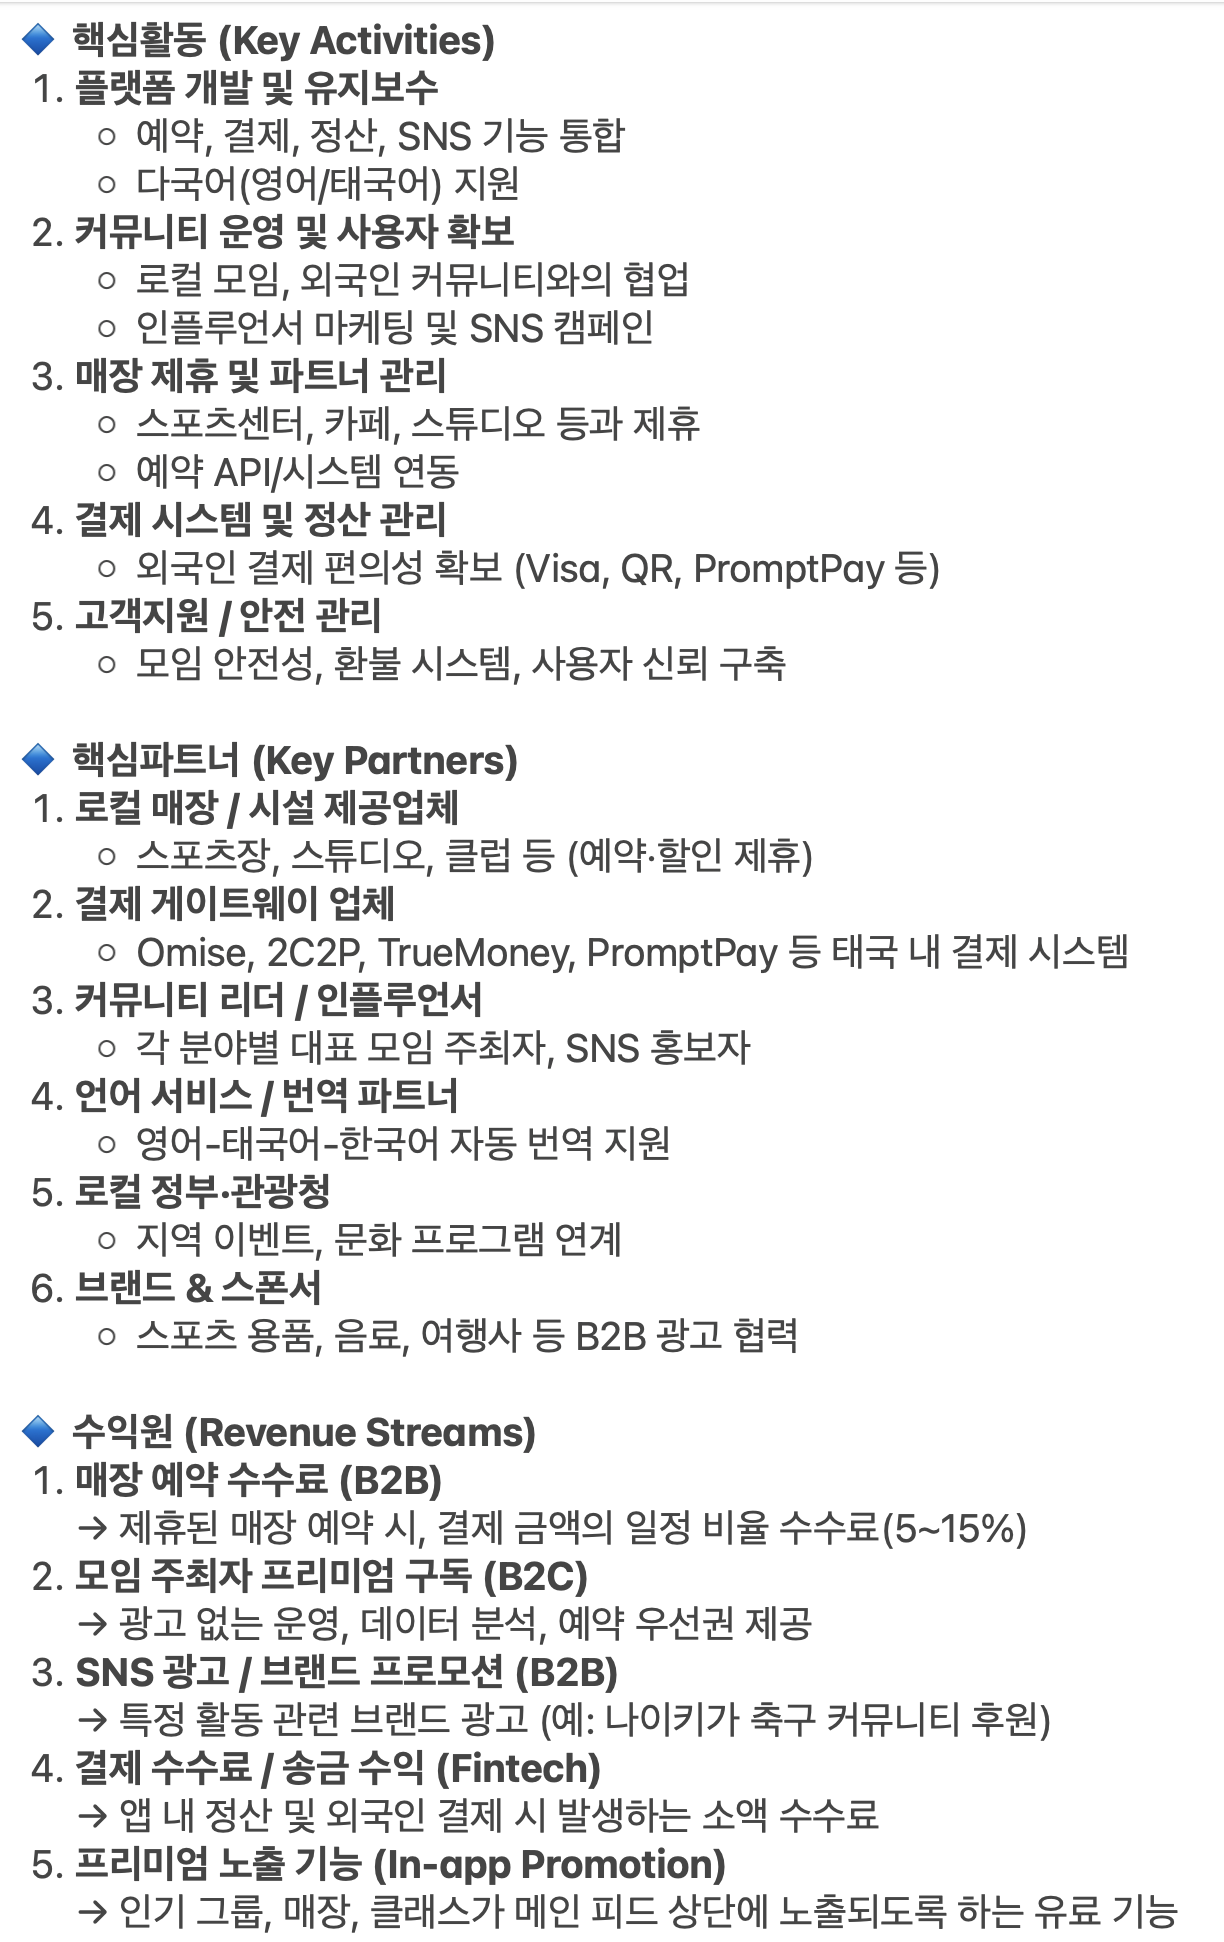 🔷 핵심활동 (Key Activities)
1. 플랫폼 개발 및 유지보수
○ 예약, 결제, 정산, SNS 기능 통합
○ 다국어(영어/태국어) 지원
2. 커뮤니티 운영 및 사용자 확보
○ 로컬 모임, 외국인 커뮤니티와의 협업
○ 인플루언서 마케팅 및 SNS 캠페인
3. 매장 제휴 및 파트너 관리
○ 스포츠센터, 카페, 스튜디오 등과 제휴
○ 예약 API/시스템 연동
4. 결제 시스템 및 정산 관리
○ 외국인 결제 편의성 확보 (Visa, QR, PromptPay 등)
5. 고객지원 / 안전 관리
○ 모임 안전성, 환불 시스템, 사용자 신뢰 구축
🔷 핵심파트너 (Key Partners)
1. 로컬 매장 / 시설 제공업체
○ 스포츠장, 스튜디오, 클럽 등 (예약·할인 제휴)
2. 결제 게이트웨이 업체
○ Omise, 2C2P, TrueMoney, PromptPay 등 태국 내 결제 시스템
3. 커뮤니티 리더 / 인플루언서
○ 각 분야별 대표 모임 주최자, SNS 홍보자
4. 언어 서비스 / 번역 파트너
○ 영어-태국어-한국어 자동 번역 지원
5. 로컬 정부·관광청
○ 지역 이벤트, 문화 프로그램 연계
6. 브랜드 & 스폰서
○ 스포츠 용품, 음료, 여행사 등 B2B 광고 협력
🔷 수익원 (Revenue Streams)
1. 매장 예약 수수료 (B2B)
→ 제휴된 매장 예약 시, 결제 금액의 일정 비율 수수료(5~15%)
2. 모임 주최자 프리미엄 구독 (B2C)
→ 광고 없는 운영, 데이터 분석, 예약 우선권 제공
3. SNS 광고 / 브랜드 프로모션 (B2B)
→ 특정 활동 관련 브랜드 광고 (예: 나이키가 축구 커뮤니티 후원)
4. 결제 수수료 / 송금 수익 (Fintech)
→ 앱 내 정산 및 외국인 결제 시 발생하는 소액 수수료
5. 프리미엄 노출 기능 (In-app Promotion)
→ 인기 그룹, 매장, 클래스가 메인 피드 상단에 노출되도록 하는 유료 기능